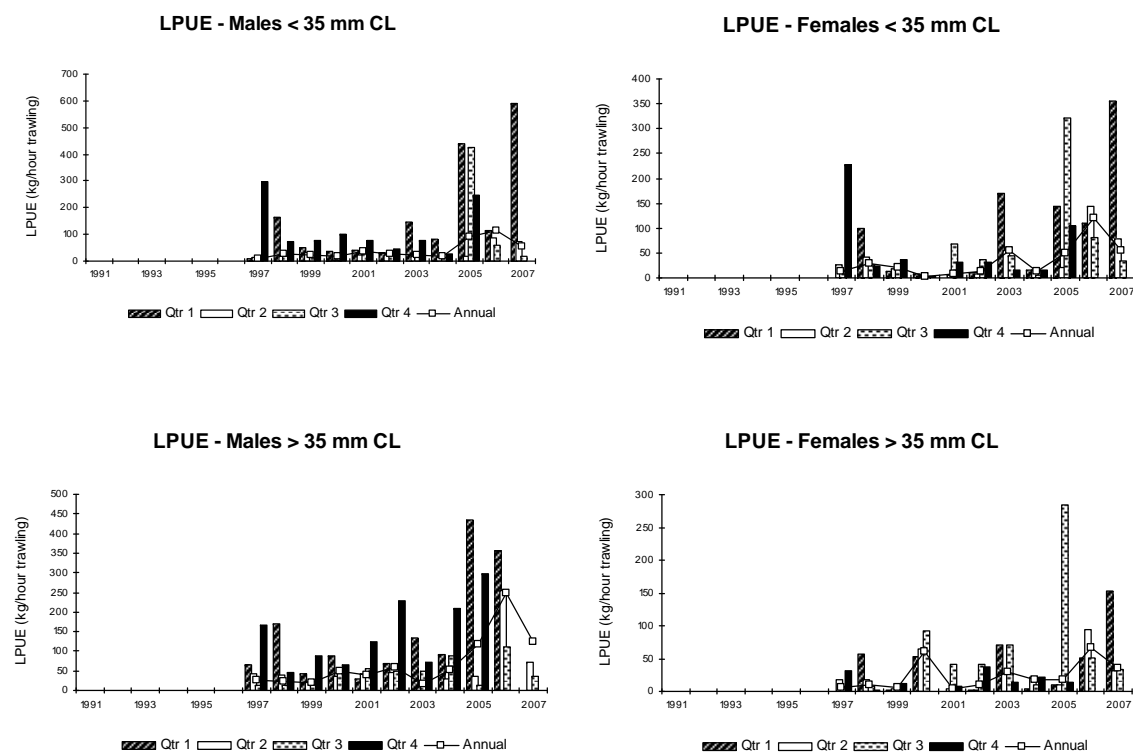 LPUE - Males < 35 mm CL
700
600
500
400
300
200
100
0
LPUE (kg/hour trawling)
1991 1993 1995 1997 1999 2001 2003 2005 2007
Qtr 1 Qtr 2 Qtr 3 Qtr 4 Annual
LPUE - Females < 35 mm CL
400
350
300
250
200
150
100
50
0
LPUE (kg/hour trawling)
1991 1993 1995 1997 1999 2001 2003 2005 2007
Qtr 1 Qtr 2 Qtr 3 Qtr 4 Annual
LPUE - Males > 35 mm CL
500
450
400
350
300
250
200
150
100
50
0
LPUE (kg/hour trawling)
1991 1993 1995 1997 1999 2001 2003 2005 2007
Qtr 1 Qtr 2 Qtr 3 Qtr 4 Annual
LPUE - Females > 35 mm CL
300
250
200
150
100
50
0
LPUE (kg/hour trawling)
1991 1993 1995 1997 1999 2001 2003 2005 2007
Qtr 1 Qtr 2 Qtr 3 Qtr 4 Annual